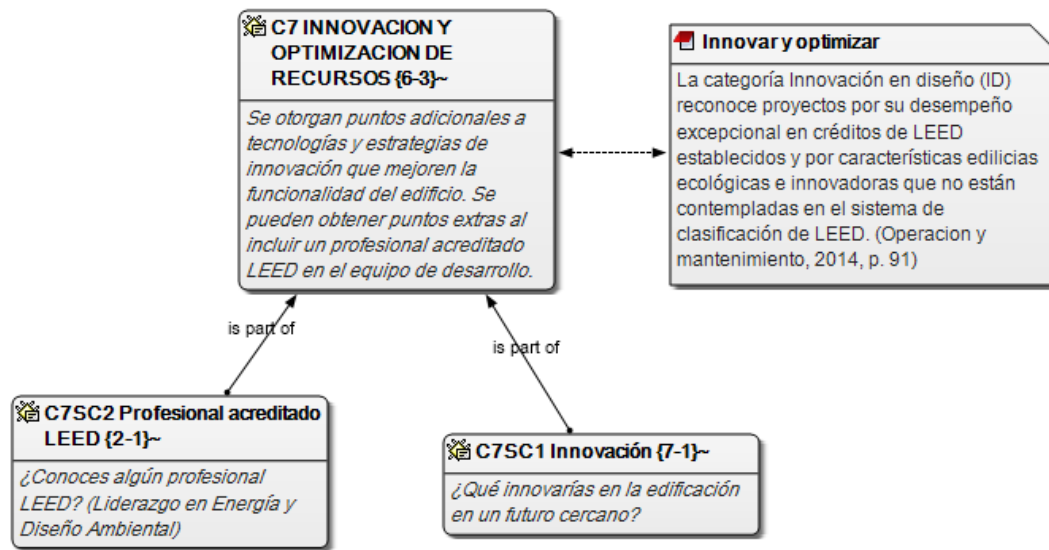 C7 INNOVACION Y
OPTIMIZACION DE
RECURSOS {6-3}~
Se otorgan puntos adicionales a
tecnologías y estrategias de
innovación que mejoren la
funcionalidad del edificio. Se
pueden obtener puntos extras al
incluir un profesional acreditado
LEED en el equipo de desarrollo.
Innovar y optimizar
La categoría Innovación en diseño (ID)
reconoce proyectos por su desempeño
excepcional en créditos de LEED
establecidos y por características edilicias
ecológicas e innovadoras que no están
contempladas en el sistema de
clasificación de LEED. (Operacion y
mantenimiento, 2014, p. 91)
is part of
is part of
C7SC2 Profesional acreditado
LEED {2-1}~
¿Conoces algún profesional
LEED? (Liderazgo en Energía y
Diseño Ambiental)
C7SC1 Innovación {7-1}~
¿Qué innovarías en la edificación
en un futuro cercano?